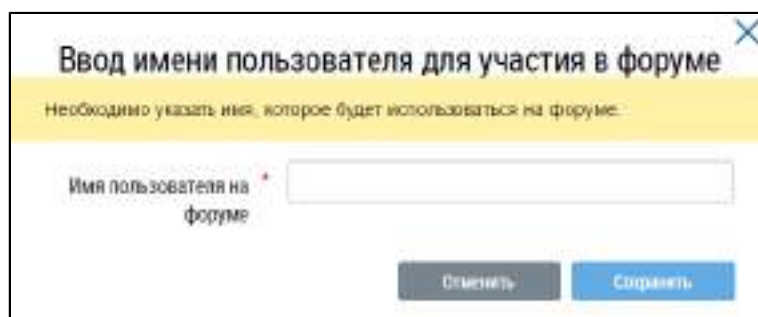 Ввод имени пользователя для участия в форуме
Необходимо указать имя, которое будет использоваться на форуме.
Имя пользователя на *
форуме
Отменить Сохранить